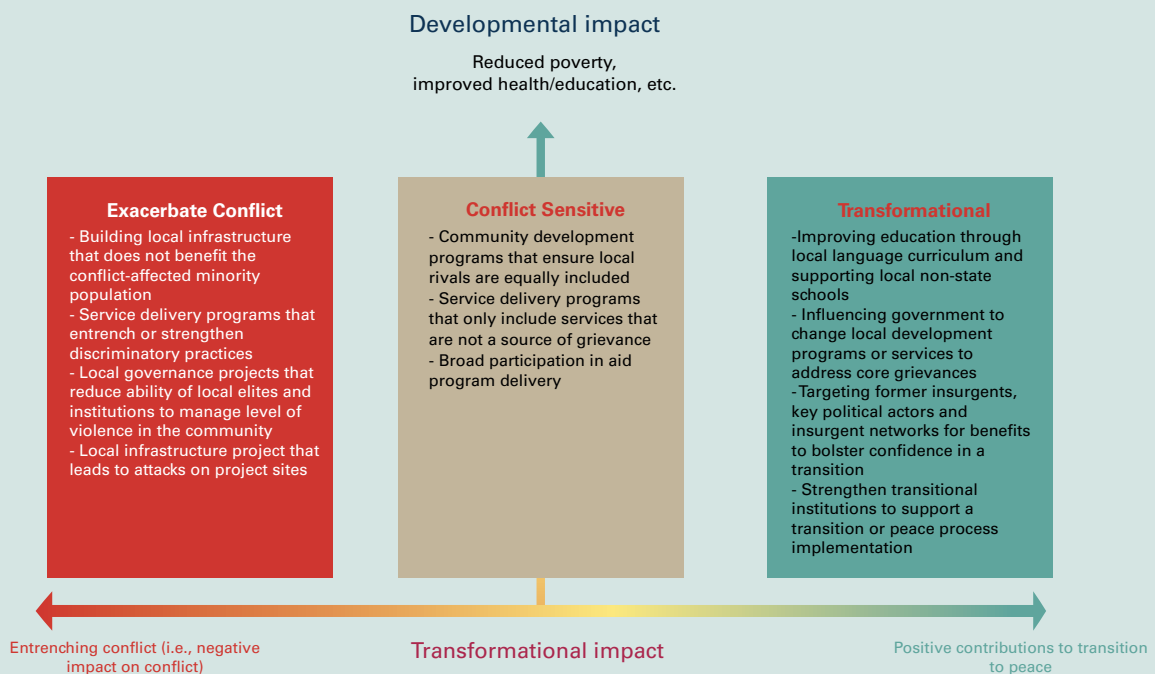 Developmental impact
Reduced poverty,
improved health/education, etc.
Exacerbate Conflict
- Building local infrastructure
that does not benefit the
conflict-affected minority
population
- Service delivery programs that
entrench or strengthen
discriminatory practices
- Local governance projects that
reduce ability of local elites and
institutions to manage level of
violence in the community
- Local infrastructure project that
leads to attacks on project sites
Conflict Sensitive
- Community development
programs that ensure local
rivals are equally included
- Service delivery programs
that only include services that
are not a source of grievance
- Broad participation in aid
program delivery
Transformational
-Improving education through
local language curriculum and
supporting local non-state
schools
- Influencing government to
change local development
programs or services to
address core grievances
-Targeting former insurgents,
key political actors and
insurgent networks for benefits
to bolster confidence in a
transition
- Strengthen transitional
institutions to support a
transition or peace process
implementation
Entrenching conflict (i.e., negative
impact on conflict)
Transformational impact
Positive contributions to transition
to peace